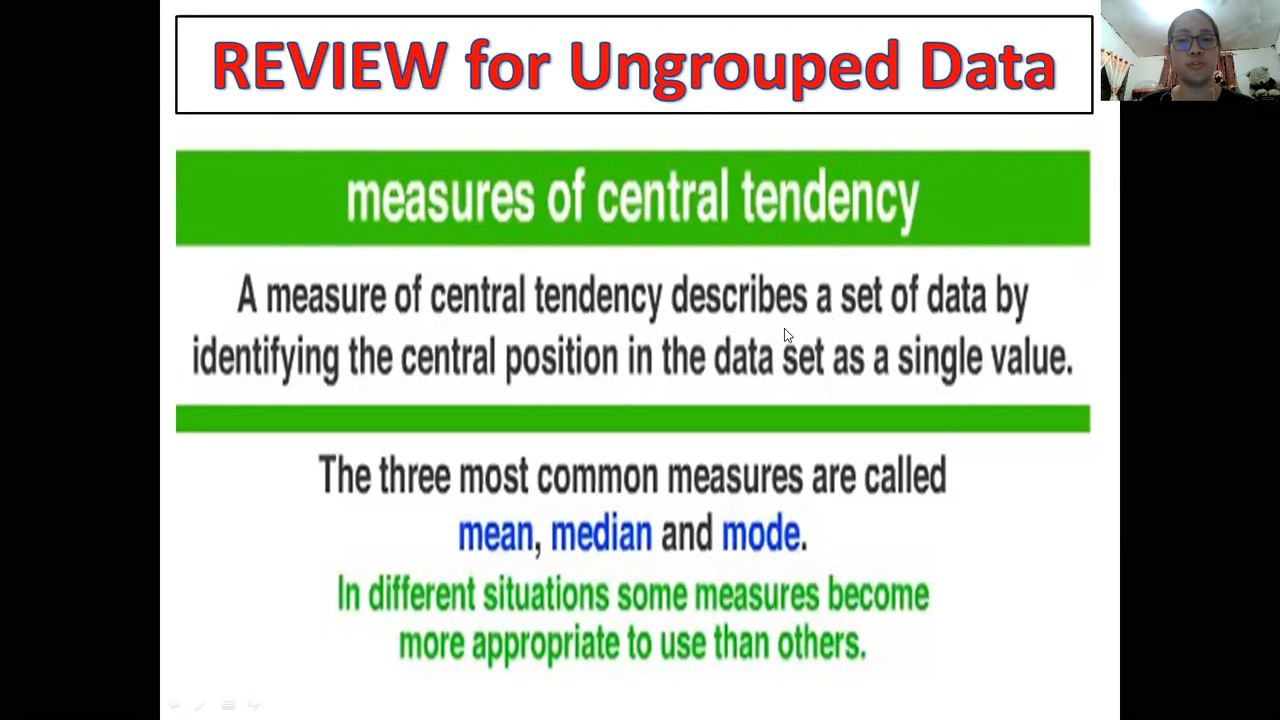 REVIEW for Ungrouped Data
measures of central tendency
A measure of central tendency describes a set of data by
identifying the central position in the data set as a single value.
The three most common measures are called
mean, median and mode.
In different situations some measures become
more appropriate to use than others.